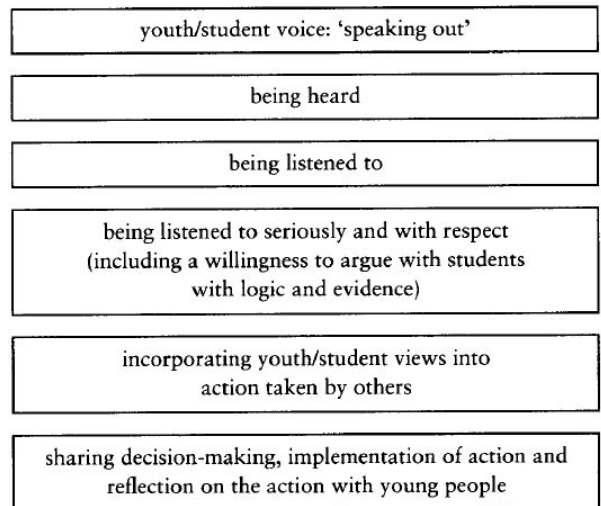 youth/student voice: ‘speaking out’
being heard
being listened to
being listened to seriously and with respect
(including a willingness to argue with students
with logic and evidence)
incorporating youth/student views into
action taken by others
sharing decision-making, implementation of action and
reflection on the action with young people